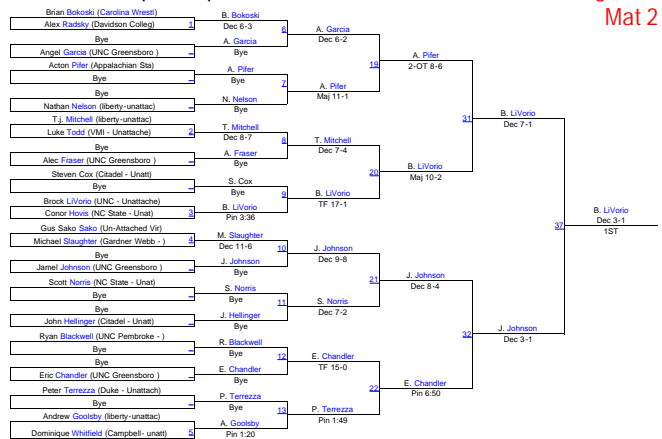 Mat 2
Brian Bokoski (Carolina Wrestl)
Alex Radsky (Davidson Colleg) 1
Bye
Angel Garcia (UNC Greensboro )
Acton Pifer (Appalachian Sta)
Bye
Bye
Nathan Nelson (liberty-unattac)
T.j. Mitchell (liberty-unattac)
Luke Todd (VMI - Unattache) 2
Bye
Alec Fraser (UNC Greensboro )
Steven Cox (Citadel - Unatt)
Bye
Brock LiVorio (UNC - Unattache)
Conor Hovis (NC State - Unat) 3
Gus Sako Sako (Un-Attached Vir)
Michael Slaughter (Gardner Webb - ) 4
Bye
Jamel Johnson (UNC Greensboro )
Scott Norris (NC State - Unat)
Bye
Bye
John Hellinger (Citadel - Unatt)
Ryan Blackwell (UNC Pembroke - )
Bye
Bye
Eric Chandler (UNC Greensboro )
Peter Terrezza (Duke - Unattach)
Bye
Andrew Goolsby (liberty-unattac)
Dominique Whitfield (Campbell- unatt) 5
B. Bokoski
Dec 6-3
6
A. Garcia
Bye
A. Pifer
Bye
7
N. Nelson
Bye
T. Mitchell
Dec 8-7
8
A. Fraser
Bye
S. Cox
Bye
9
B. LiVorio
Pin 3:36
M. Slaughter
Dec 11-6
10
J. Johnson
Bye
S. Norris
Bye
11
J. Hellinger
Bye
R. Blackwell
Bye
12
E. Chandler
Bye
P. Terrezza
Bye
13
A. Goolsby
Pin 1:20
A. Garcia
Dec 6-2
19
A. Pifer
Maj 11-1
T. Mitchell
Dec 7-4
20
B. LiVorio
TF 17-1
J. Johnson
Dec 9-8
21
S. Norris
Dec 7-2
E. Chandler
TF 15-0
22
P. Terrezza
Pin 1:49
A. Pifer
2-OT 8-6
31
B. LiVorio
Maj 10-2
J. Johnson
Dec 8-4
32
E. Chandler
Pin 6:50
B. LiVorio
Dec 7-1
37
J. Johnson
Dec 3-1
B. LiVorio
Dec 3-1
1ST